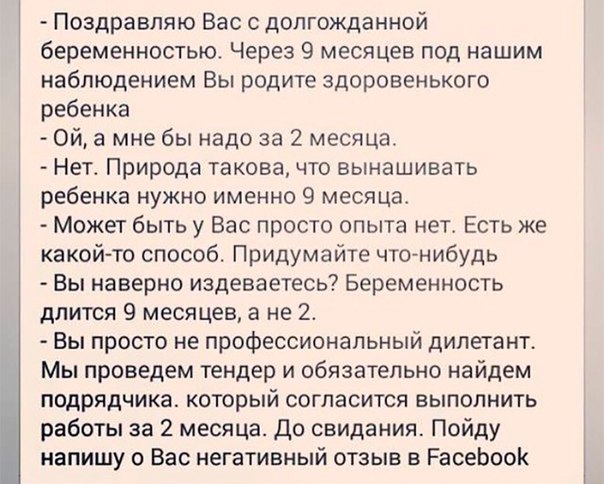 - Поздравляю Вас с долгожданной
беременностью. Через 9 месяцев под нашим
наблюдением Вы родите здоровенького
ребенка
- Ой, а мне бы надо за 2 месяца.
- Нет. Природа такова, что вынашивать
ребенка нужно именно 9 месяца.
- Может быть у Вас просто опыта нет. Есть же
какой-то способ. Придумайте что-нибудь
- Вы наверно издеваетесь? Беременность
длится 9 месяцев, а не 2.
- Вы просто не профессиональный дилетант.
Мы проведем тендер и обязательно найдем
подрядчика. который согласится выполнить
работы за 2 месяца. До свидания. Пойду
напишу о Вас негативный отзыв в Facebook